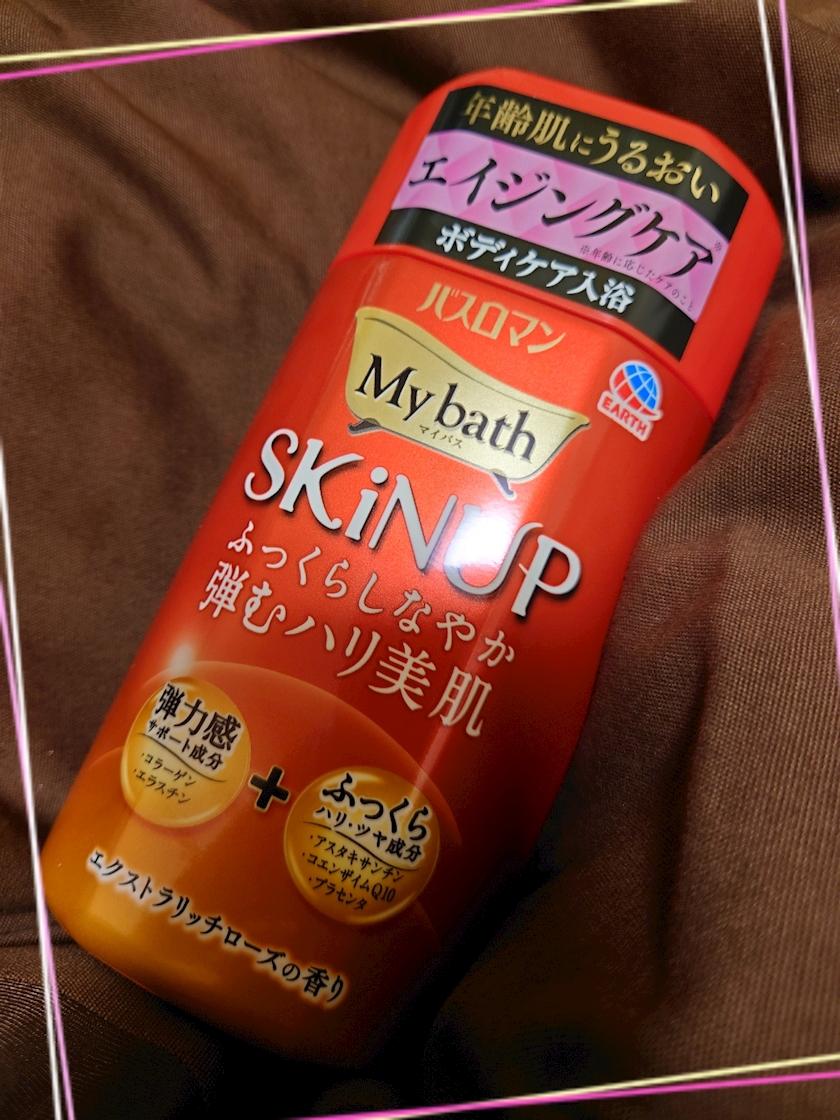 年齢肌にうるおい
エイジングケア※
※年齢に応じたケアのこと
ボディケア入浴
バスロマン
My bath
マイバス
EARTH
SKiNUP
ふっくらしなやか
弾むハリ美肌
弾力感
サポート成分
・コラーゲン
・エラスチン
+
ふっくら
ハリ・ツヤ成分
・アスタキサンチン
・コエンザイムQ10
・プラセンタ
エクストラリッチローズの香り